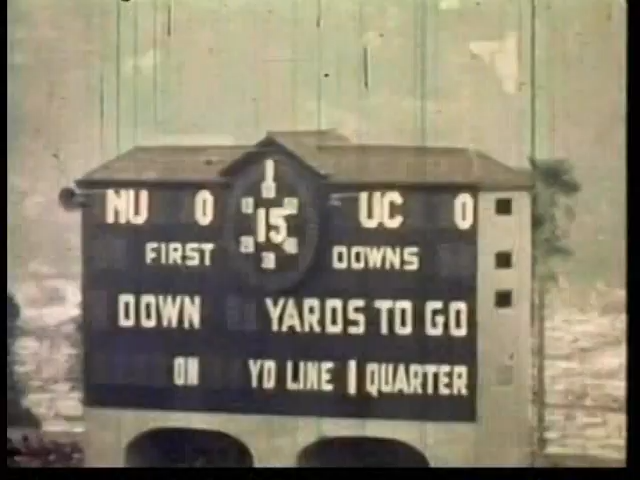 NU 0 15 UC 0
FIRST DOWNS
DOWN YARDS TO GO
ON YD LINE 1 QUARTER